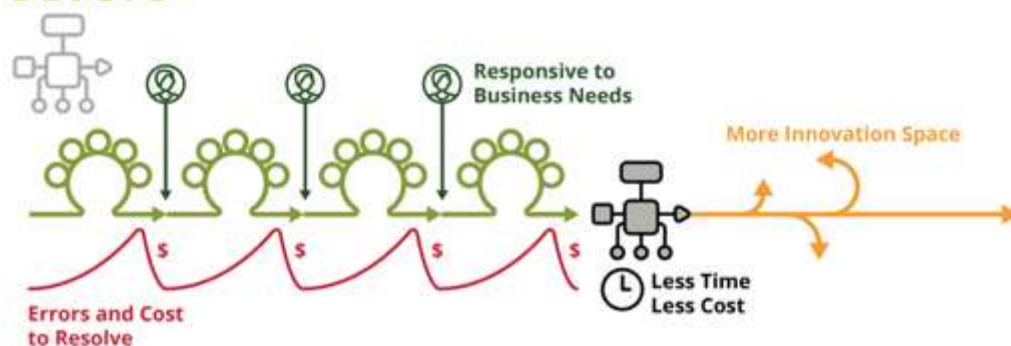 Responsive to
Business Needs
More Innovation Space
$
$
$
$
Less Time
Less Cost
Errors and Cost
to Resolve